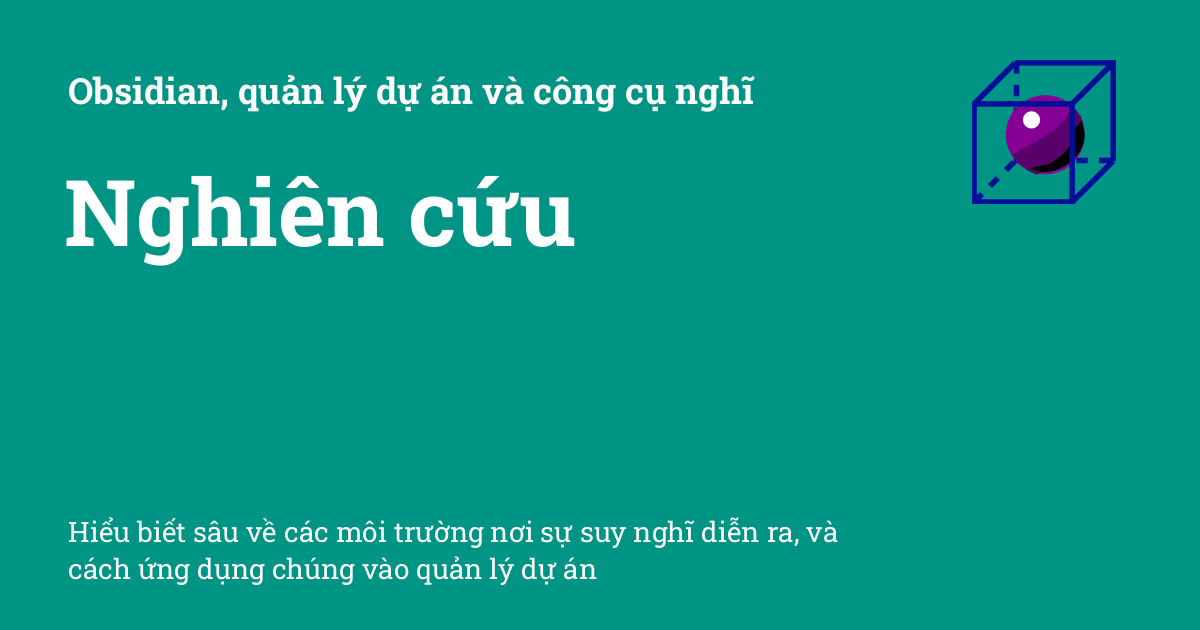 Obsidian, quản lý dự án và công cụ nghĩ
Nghiên cứu
Hiểu biết sâu về các môi trường nơi sự suy nghĩ diễn ra, và
cách ứng dụng chúng vào quản lý dự án